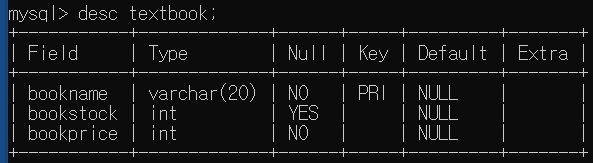 mysql> desc textbook;
| Field | Type | Null | Key | Default | Extra |
| bookname | varchar(20) | NO | PRI | NULL | |
| bookstock | int | YES | | NULL | |
| bookprice | int | NO | | NULL | |